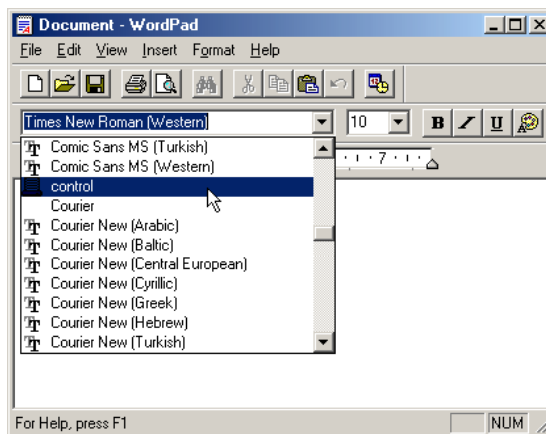 Document - WordPad
File Edit View Insert Format Help
Times New Roman (Western) 10 B I U
Comic Sans MS (Turkish)
Comic Sans MS (Western)
control
Courier
Courier New (Arabic)
Courier New (Baltic)
Courier New (Central European)
Courier New (Cyrillic)
Courier New (Greek)
Courier New (Hebrew)
Courier New (Turkish)
7
For Help, press F1 NUM